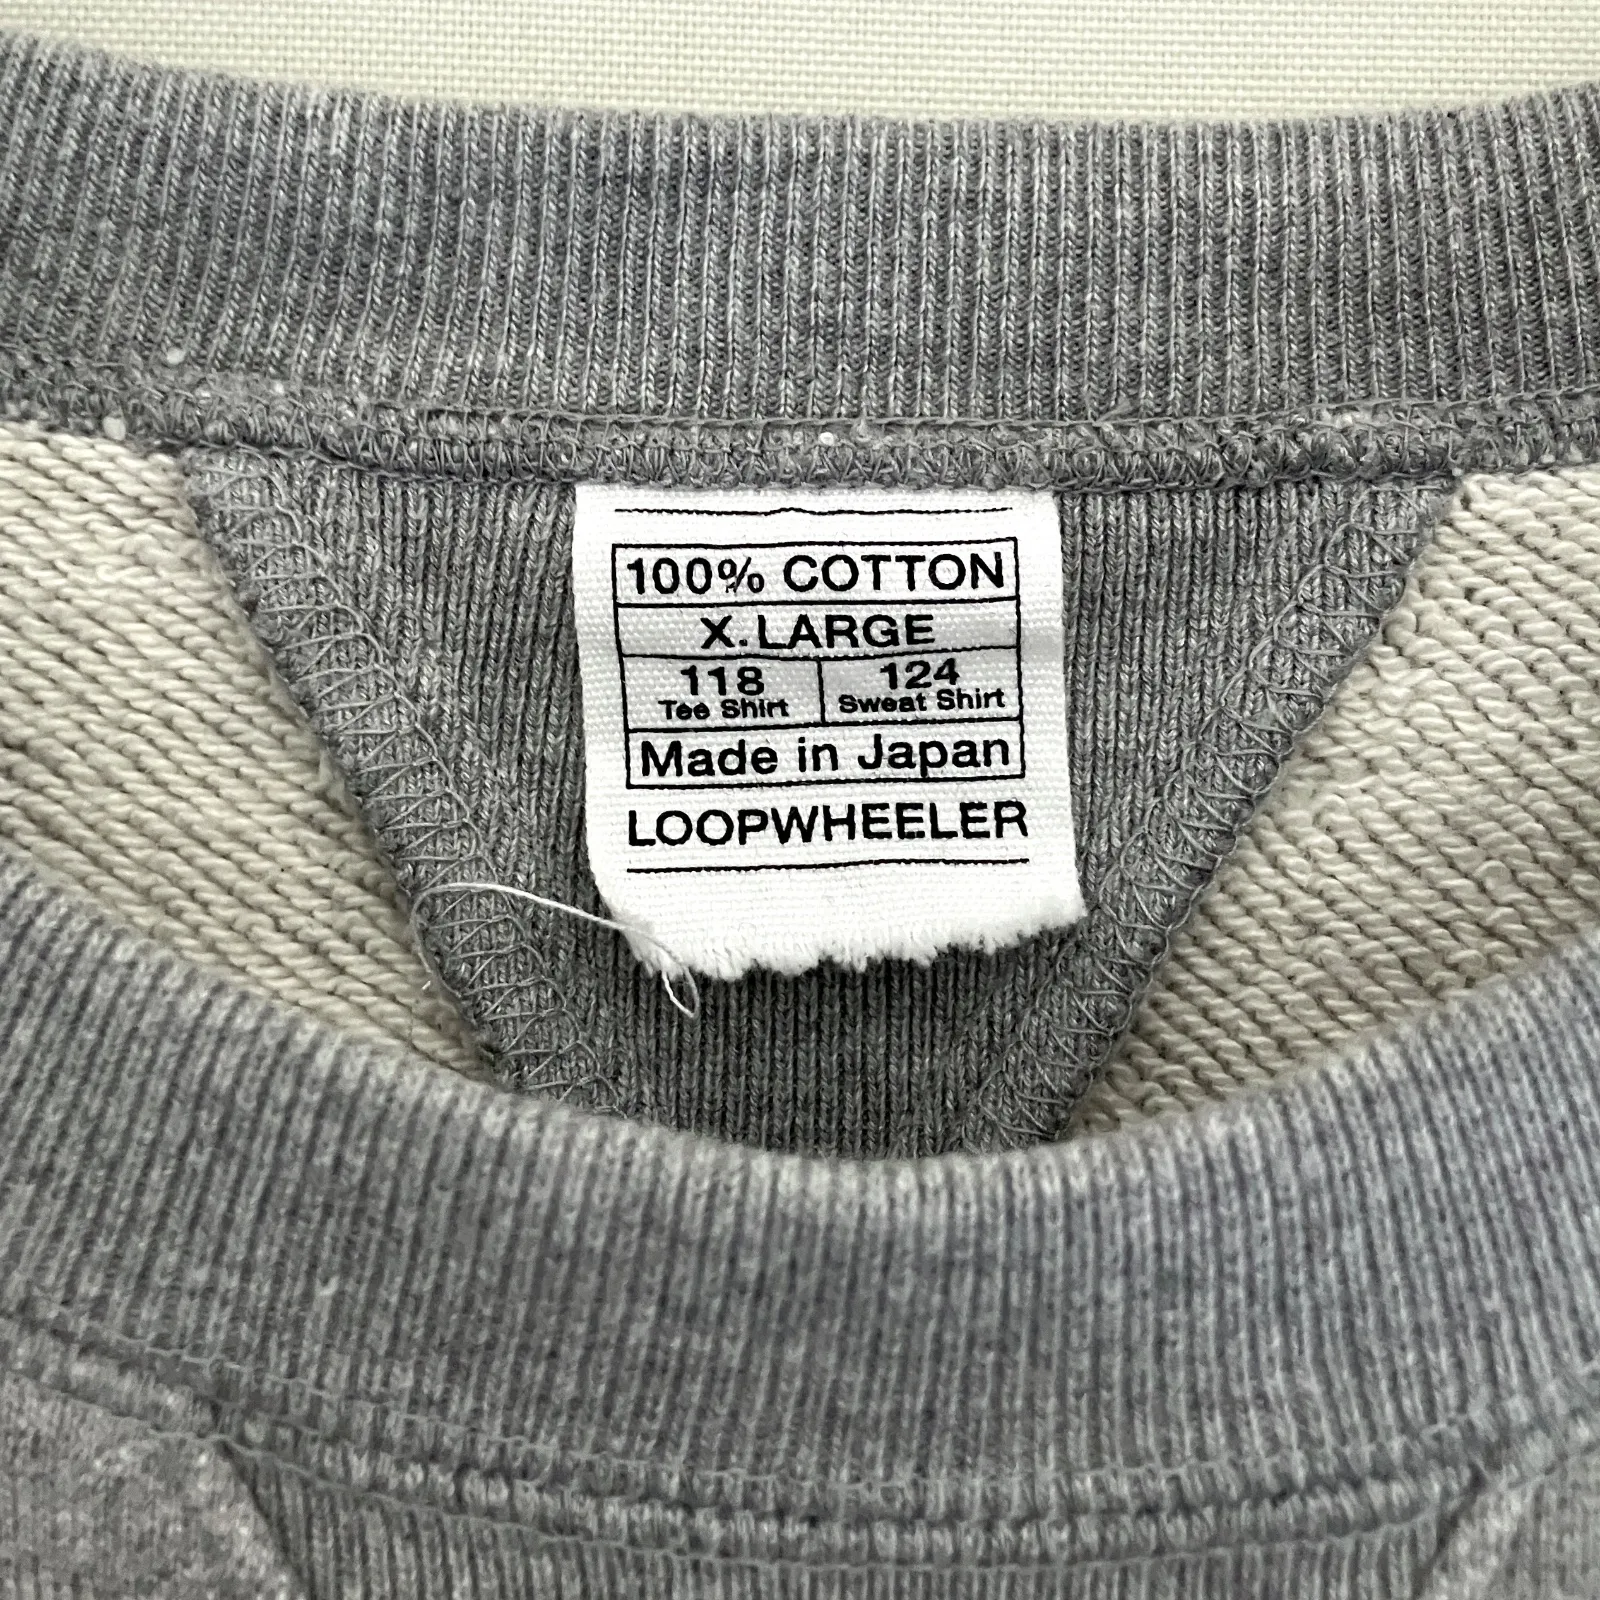 100% COTTON
X.LARGE
118 124
Tee Shirt Sweat Shirt
Made in Japan
LOOPWHEELER